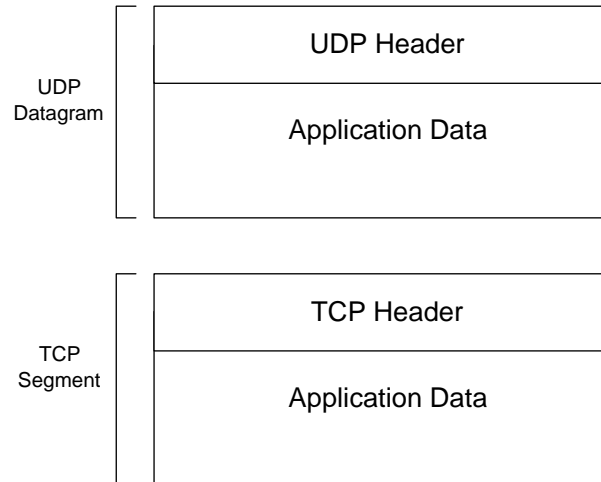 UDP Header
UDP
Datagram
Application Data
TCP Header
TCP
Segment
Application Data